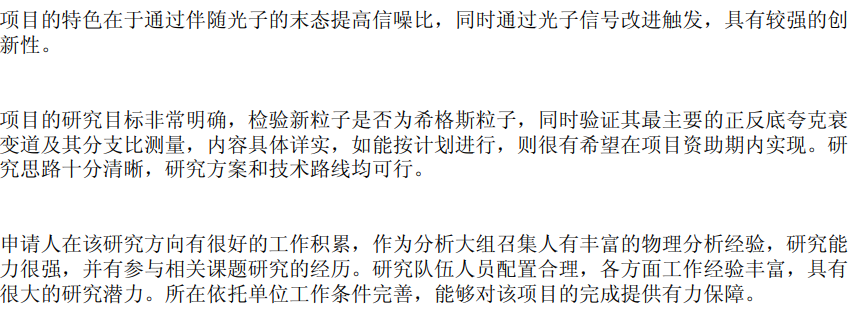 项目的特色在于通过伴随光子的末态提高信噪比，同时通过光子信号改进触发，具有较强的创
新性。
项目的研究目标非常明确，检验新粒子是否为希格斯粒子，同时验证其最主要的正反底夸克衰
变道及其分支比测量，内容具体详实，如能按计划进行，则很有希望在项目资助期内实现。研
究思路十分清晰，研究方案和技术路线均可行。
申请人在该研究方向有很好的工作积累，作为分析大组召集人有丰富的物理分析经验，研究能
力很强，并有参与相关课题研究的经历。研究队伍人员配置合理，各方面工作经验丰富，具有
很大的研究潜力。所在依托单位工作条件完善，能够对该项目的完成提供有力保障。